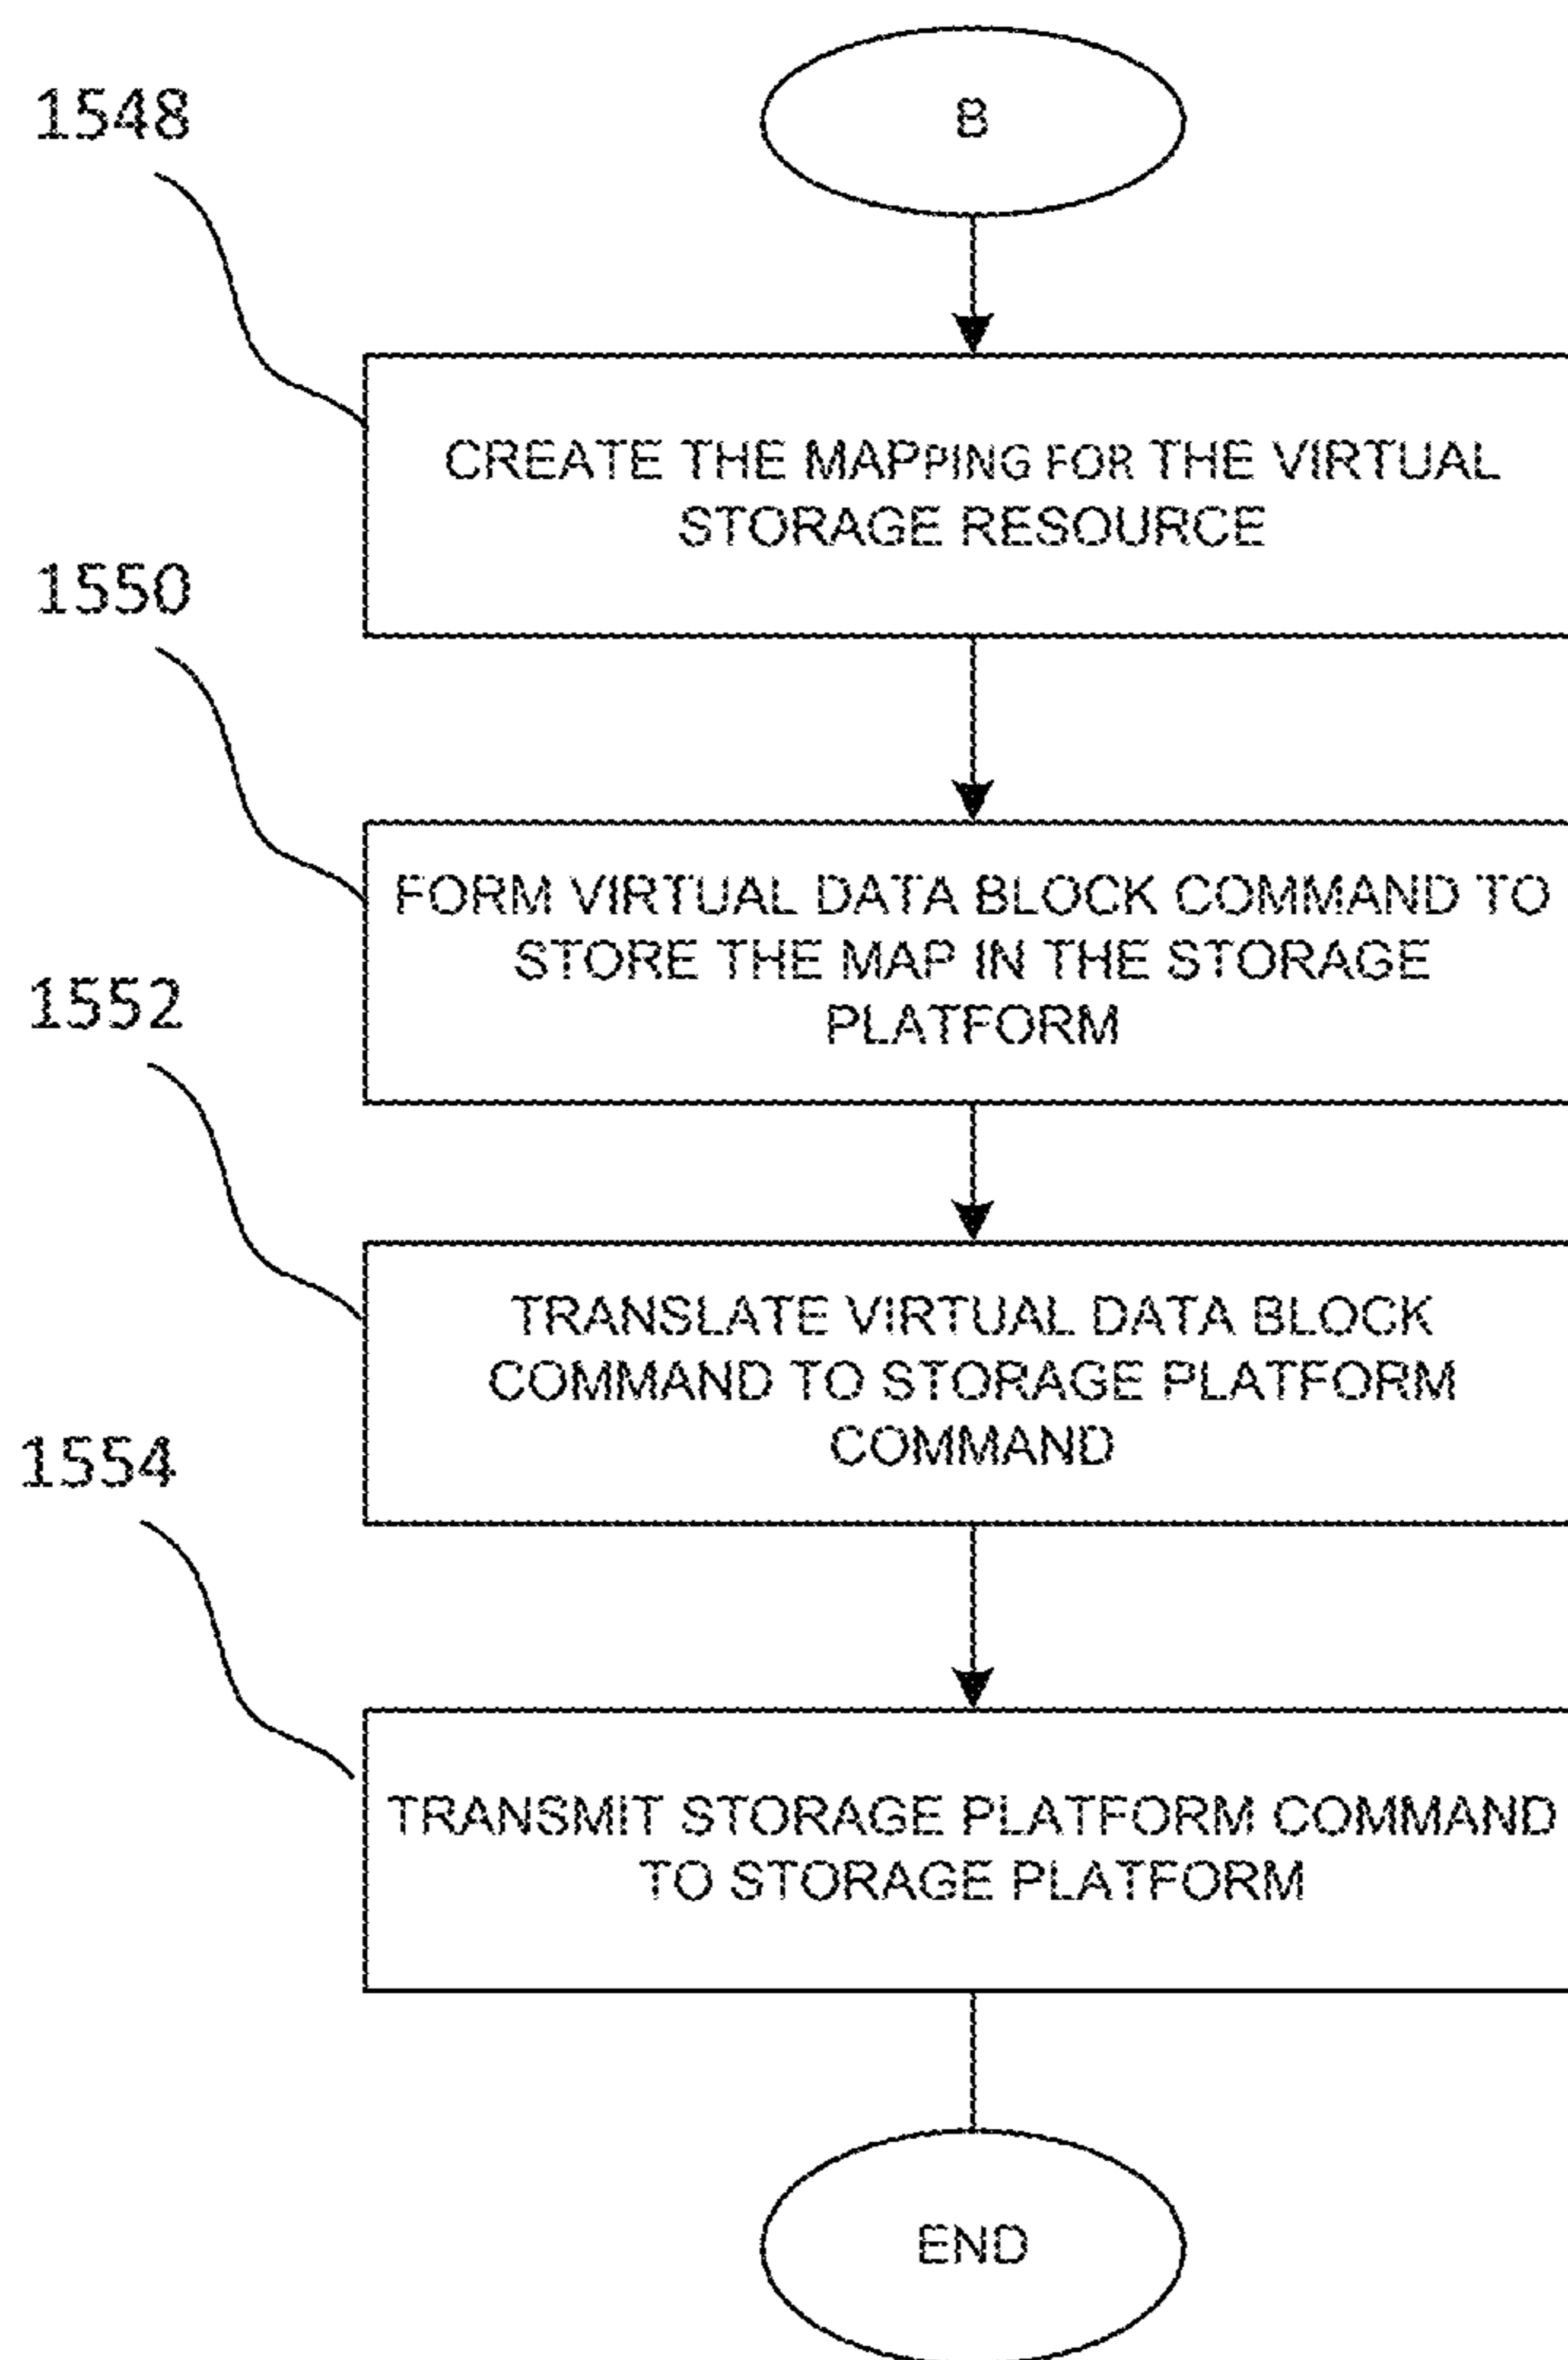 B
1548
CREATE THE MAPPING FOR THE VIRTUAL
STORAGE RESOURCE
1550
FORM VIRTUAL DATA BLOCK COMMAND TO
STORE THE MAP IN THE STORAGE
PLATFORM
1552
TRANSLATE VIRTUAL DATA BLOCK
COMMAND TO STORAGE PLATFORM
COMMAND
1554
TRANSMIT STORAGE PLATFORM COMMAND
TO STORAGE PLATFORM
END